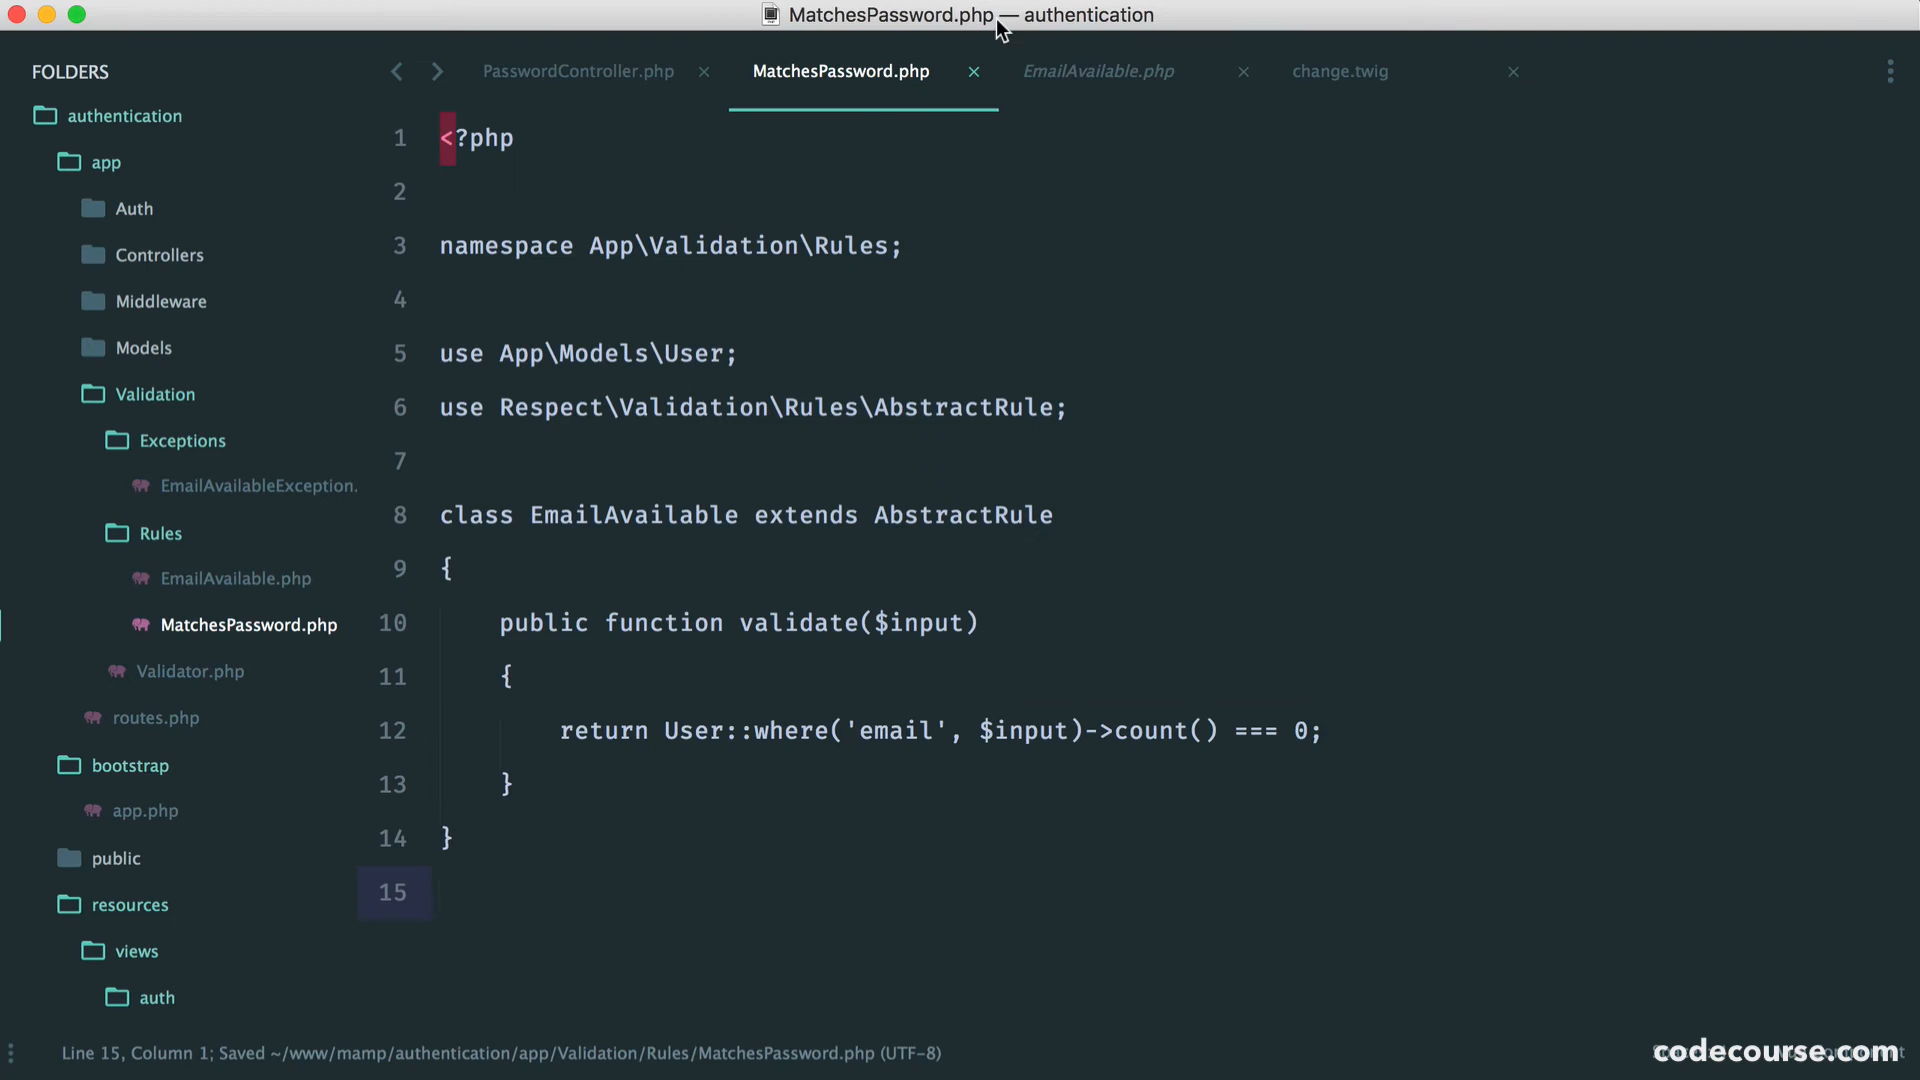 MatchesPassword.php — authentication
FOLDERS
authentication
app
Auth
Controllers
Middleware
Models
Validation
Exceptions
EmailAvailableException.
Rules
EmailAvailable.php
MatchesPassword.php
Validator.php
routes.php
bootstrap
app.php
public
resources
views
auth
PasswordController.php
MatchesPassword.php
EmailAvailable.php
change.twig
1 <?php
2
3 namespace App\Validation\Rules;
4
5 use App\Models\User;
6 use Respect\Validation\Rules\AbstractRule;
7
8 class EmailAvailable extends AbstractRule
9 {
10 public function validate($input)
11 {
12 return User::where('email', $input)->count() === 0;
13 }
14 }
15
Line 15, Column 1; Saved ~/www/mamp/authentication/app/Validation/Rules/MatchesPassword.php (UTF-8)
codecourse.com